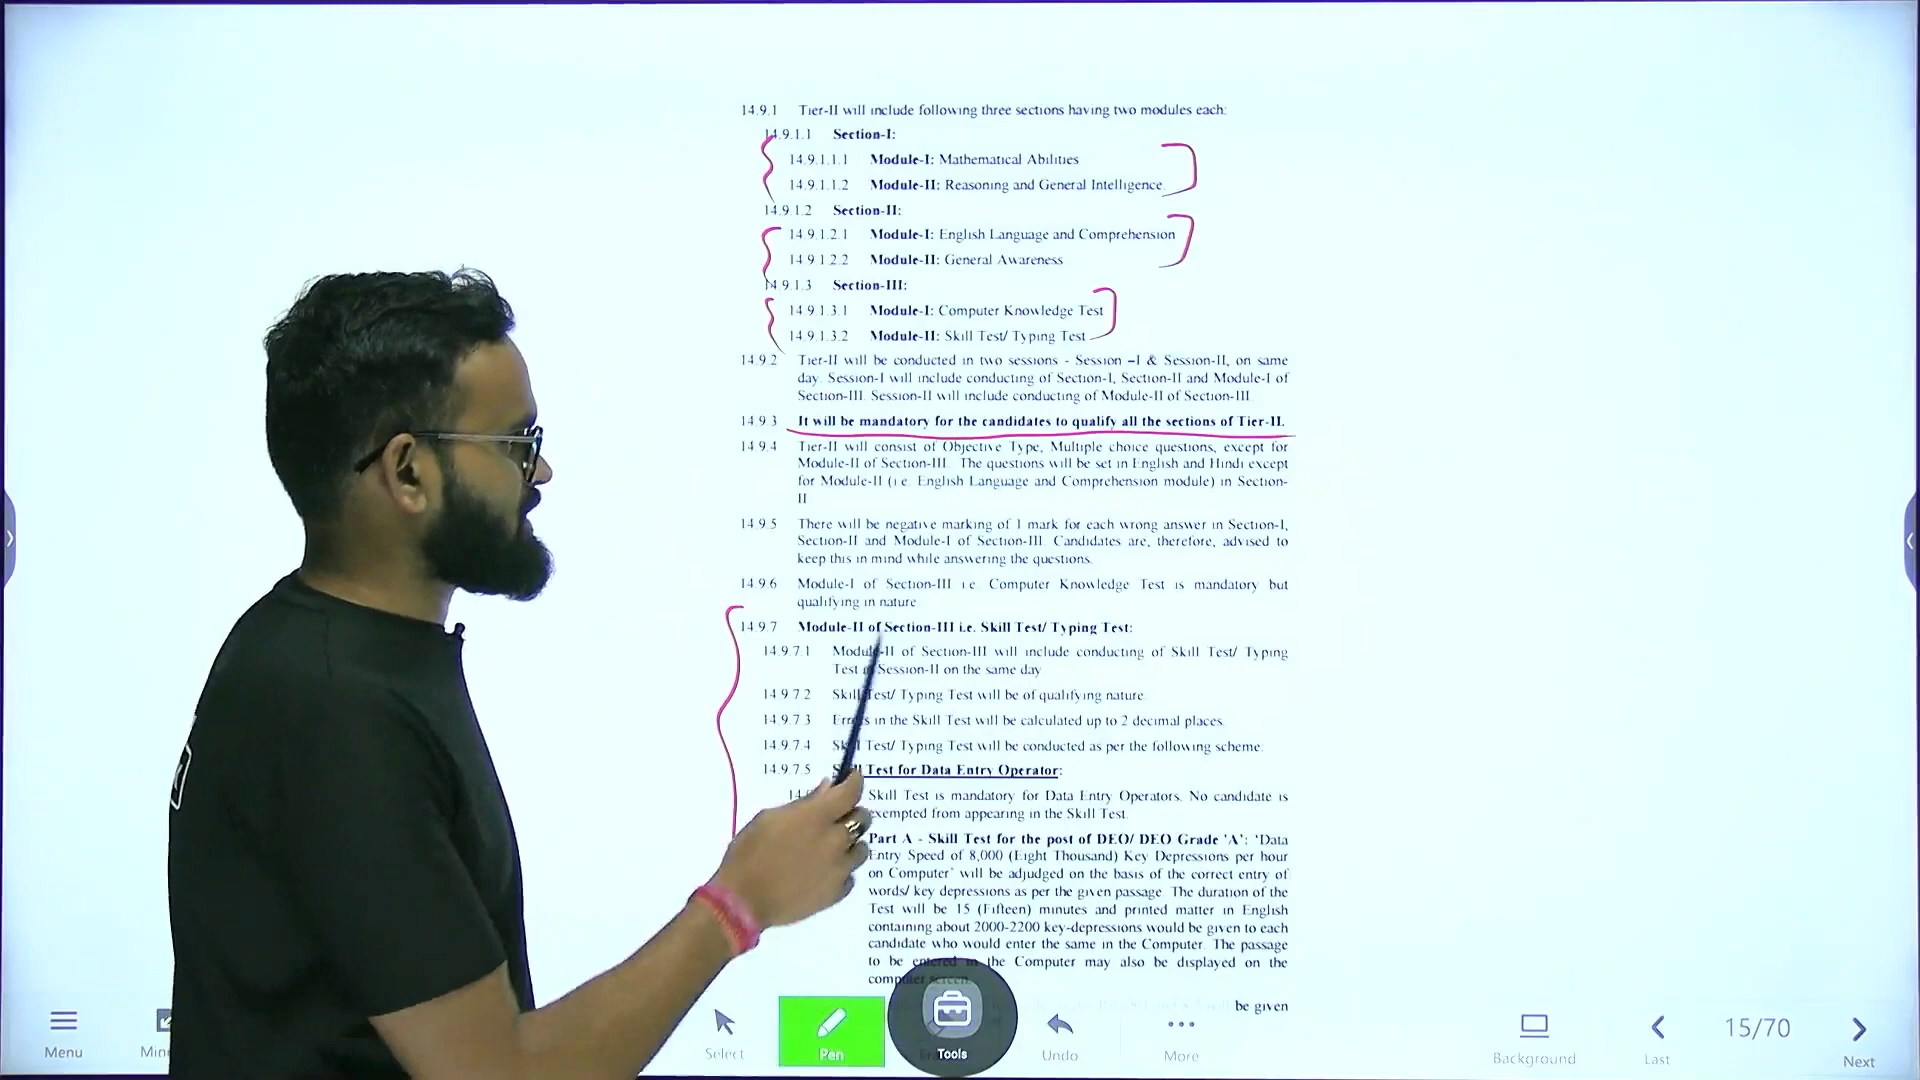 14.9.1 Tier-II will include following three sections having two modules each:
14.9.1.1 Section-I:
14.9.1.1.1 Module-I: Mathematical Abilities
14.9.1.1.2 Module-II: Reasoning and General Intelligence.
14.9.1.2 Section-II:
14.9.1.2.1 Module-I: English Language and Comprehension
14.9.1.2.2 Module-II: General Awareness
14.9.1.3 Section-III:
14.9.1.3.1 Module-I: Computer Knowledge Test
14.9.1.3.2 Module-II: Skill Test/ Typing Test
14.9.2 Tier-II will be conducted in two sessions - Session –I & Session-II, on same
day. Session-I will include conducting of Section-I, Section-II and Module-I of
Section-III. Session-II will include conducting of Module-II of Section-III.
14.9.3 It will be mandatory for the candidates to qualify all the sections of Tier-II.
14.9.4 Tier-II will consist of Objective Type, Multiple choice questions, except for
Module-II of Section-III. The questions will be set in English and Hindi except
for Module-II (i.e. English Language and Comprehension module) in Section-
II
14.9.5 There will be negative marking of 1 mark for each wrong answer in Section-I,
Section-II and Module-I of Section-III. Candidates are, therefore, advised to
keep this in mind while answering the questions.
14.9.6 Module-I of Section-III i.e. Computer Knowledge Test is mandatory but
qualifying in nature
14.9.7 Module-II of Section-III i.e. Skill Test/ Typing Test:
14.9.7.1 Module-II of Section-III will include conducting of Skill Test/ Typing
Test in Session-II on the same day
14.9.7.2 Skill Test/ Typing Test will be of qualifying nature.
14.9.7.3 Errors in the Skill Test will be calculated up to 2 decimal places.
14.9.7.4 Skill Test/ Typing Test will be conducted as per the following scheme:
14.9.7.5 Skill Test for Data Entry Operator:
Skill Test is mandatory for Data Entry Operators. No candidate is
exempted from appearing in the Skill Test.
Part A - Skill Test for the post of DEO/ DEO Grade 'A': 'Data
Entry Speed of 8,000 (Eight Thousand) Key Depressions per hour
on Computer' will be adjudged on the basis of the correct entry of
words/ key depressions as per the given passage. The duration of the
Test will be 15 (Fifteen) minutes and printed matter in English
containing about 2000-2200 key-depressions would be given to each
candidate who would enter the same in the Computer. The passage
to be entered in the Computer may also be displayed on the
computer screen.
be given
Menu
Select
Pen
Tools
Undo
More
Background
Last
15/70
Next